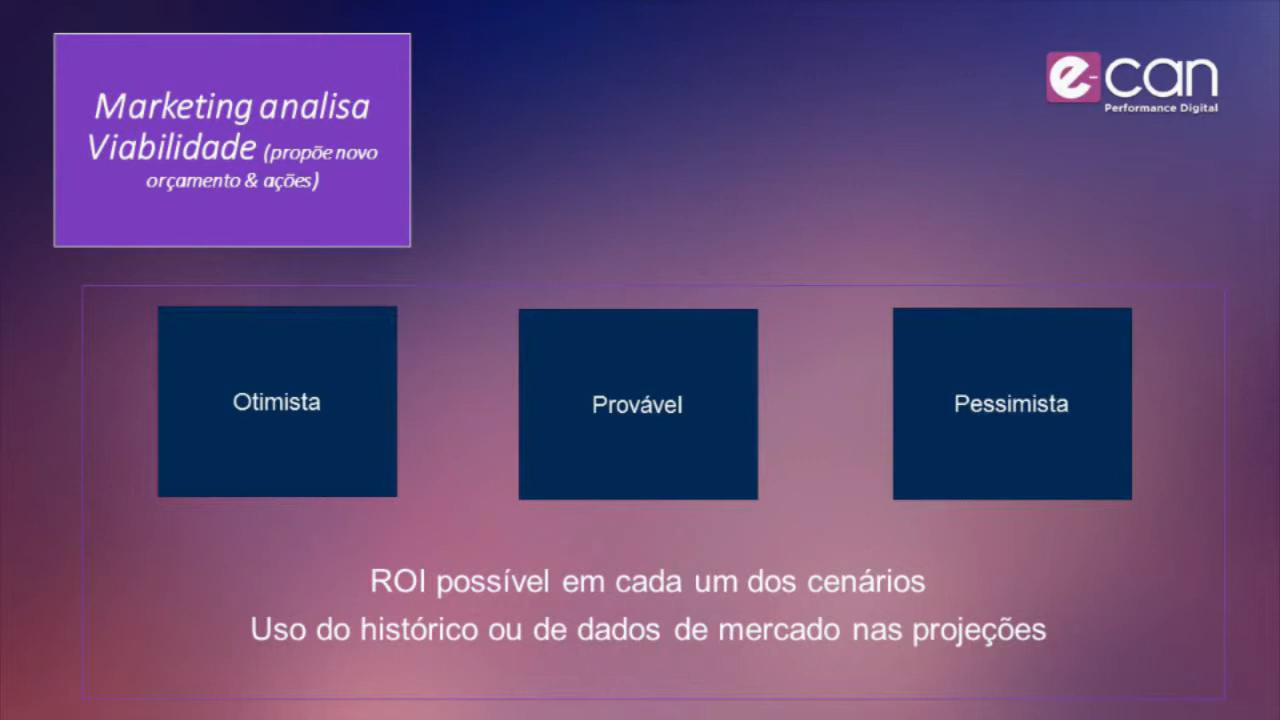 Marketing analisa
Viabilidade (propõe novo
orçamento & ações)
e-can
Performance Digital
Otimista
Provável
Pessimista
ROI possível em cada um dos cenários
Uso do histórico ou de dados de mercado nas projeções